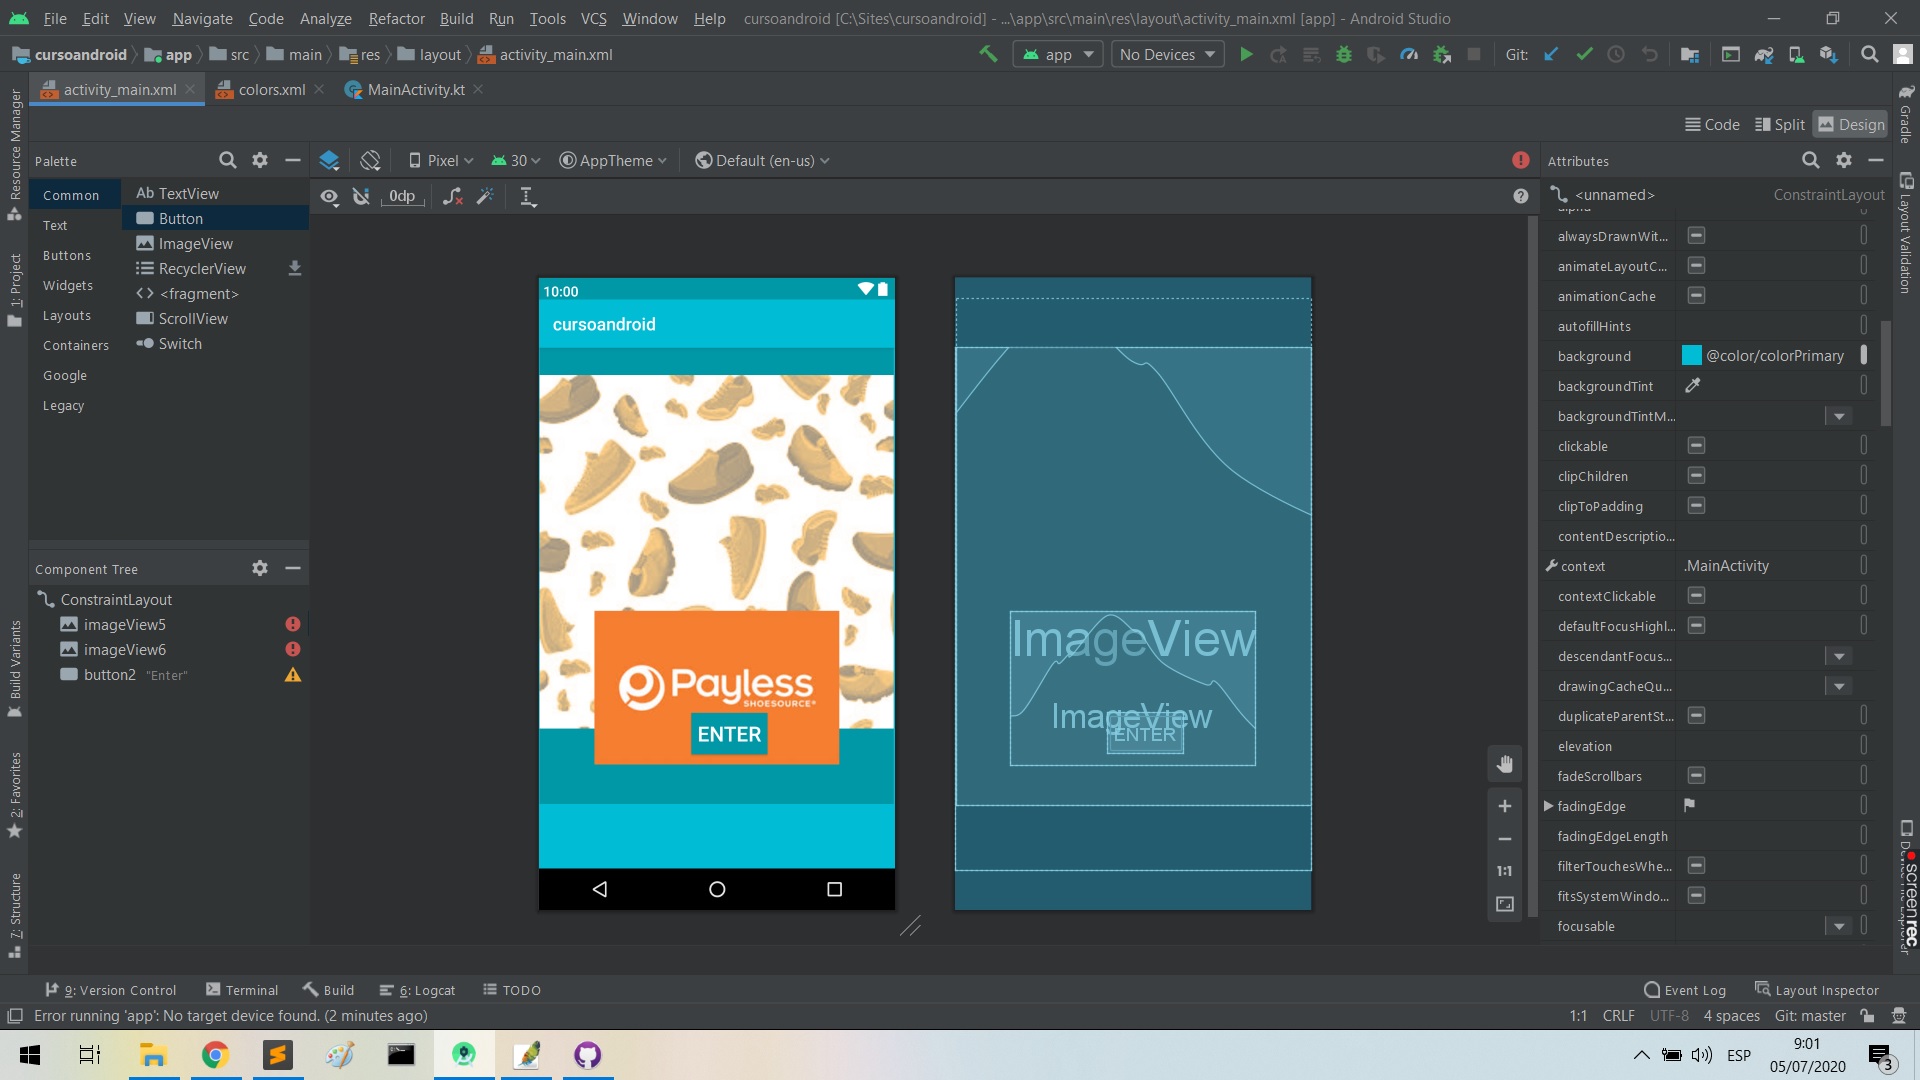 File Edit View Navigate Code Analyze Refactor Build Run Tools VCS Window Help cursoandroid [C:\Sites\cursoandroid] - ...\app\src\main\res\layout\activity_main.xml [app] - Android Studio
cursoandroid app src main res layout activity_main.xml app No Devices Git:
activity_main.xml colors.xml MainActivity.kt
Code Split Design
Palette Pixel 30 AppTheme Default (en-us) Attributes
Common
Text
Buttons
Widgets
Layouts
Containers
Google
Legacy
Ab TextView
Button
ImageView
RecyclerView
<fragment>
ScrollView
Switch
0dp
<unnamed> ConstraintLayout
alwaysDrawnWit...
animateLayoutC...
animationCache
autofillHints
background @color/colorPrimary
backgroundTint
backgroundTintM...
clickable
clipChildren
clipToPadding
contentDescriptio...
context .MainActivity
contextClickable
defaultFocusHighl...
descendantFocus...
drawingCacheQu...
duplicateParentSt...
elevation
fadeScrollbars
fadingEdge
fadingEdgeLength
filterTouchesWhe...
fitsSystemWindo...
focusable
Component Tree
ConstraintLayout
imageView5
imageView6
button2 "Enter"
10:00
cursoandroid
Payless
SHOESOURCE
ENTER
ImageView
ImageView
ENTER
1:1
Resource Manager
1: Project
Build Variants
2: Favorites
7: Structure
Gradle
Layout Validation
screenrec
9: Version Control Terminal Build 6: Logcat TODO Event Log Layout Inspector
Error running 'app': No target device found. (2 minutes ago) 1:1 CRLF UTF-8 4 spaces Git: master
ESP
9:01
05/07/2020
3